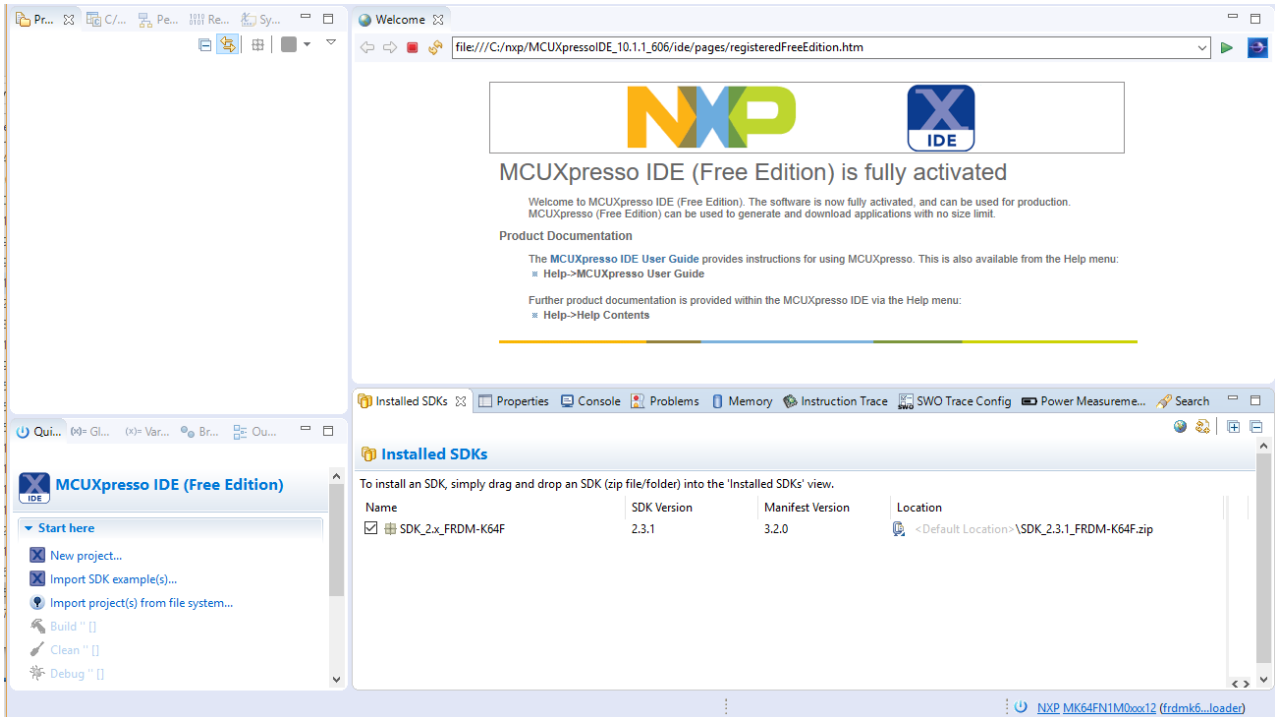 Pr... C/... Pe... Re... Sy...
Welcome
file:///C:/nxp/MCUXpressoIDE_10.1.1_606/ide/pages/registeredFreeEdition.htm
NXP
X
IDE
MCUXpresso IDE (Free Edition) is fully activated
Welcome to MCUXpresso IDE (Free Edition). The software is now fully activated, and can be used for production.
MCUXpresso (Free Edition) can be used to generate and download applications with no size limit.
Product Documentation
The MCUXpresso IDE User Guide provides instructions for using MCUXpresso. This is also available from the Help menu:
Help->MCUXpresso User Guide
Further product documentation is provided within the MCUXpresso IDE via the Help menu:
Help->Help Contents
Installed SDKs Properties Console Problems Memory Instruction Trace SWO Trace Config Power Measureme... Search
Installed SDKs
To install an SDK, simply drag and drop an SDK (zip file/folder) into the 'Installed SDKs' view.
Name SDK Version Manifest Version Location
SDK_2.x_FRDM-K64F 2.3.1 3.2.0 <Default Location>\SDK_2.3.1_FRDM-K64F.zip
Qui... (x)= Gl... (x)= Var... Br... Ou...
X
IDE
MCUXpresso IDE (Free Edition)
Start here
New project...
Import SDK example(s)...
Import project(s) from file system...
Build '' []
Clean '' []
Debug '' []
NXP MK64FN1M0xxx12 (frdmk6...loader)